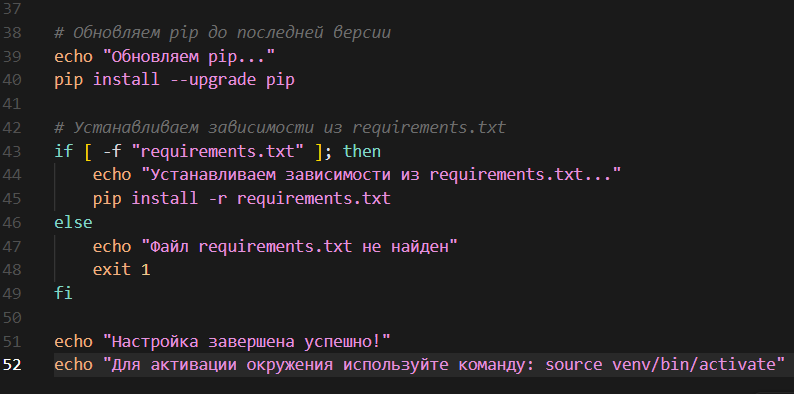 37
38 # Обновляем pip до последней версии
39 echo "Обновляем pip..."
40 pip install --upgrade pip
41
42 # Устанавливаем зависимости из requirements.txt
43 if [ -f "requirements.txt" ]; then
44     echo "Устанавливаем зависимости из requirements.txt..."
45     pip install -r requirements.txt
46 else
47     echo "Файл requirements.txt не найден"
48     exit 1
49 fi
50
51 echo "Настройка завершена успешно!"
52 echo "Для активации окружения используйте команду: source venv/bin/activate"